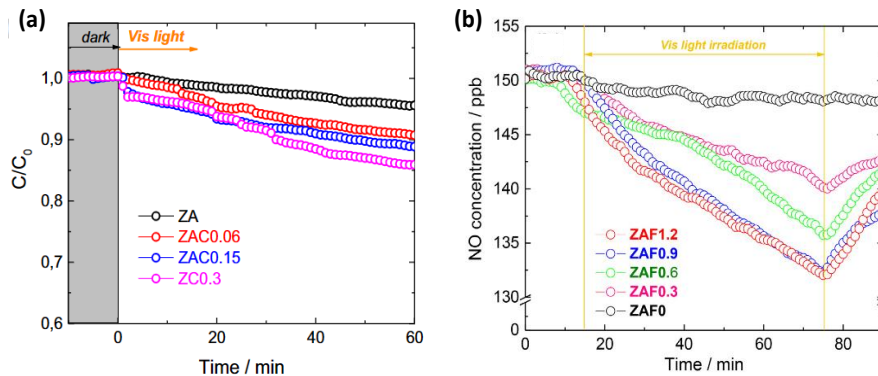 (a)
dark
Vis light
1.0
0,9
0,8
0,7
0,6
C/C0
0
20
40
60
Time / min
ZA
ZAC0.06
ZAC0.15
ZC0.3
(b)
Vis light irradiation
155
150
145
140
135
130
0
NO concentration / ppb
0
20
40
60
80
Time / min
ZAF1.2
ZAF0.9
ZAF0.6
ZAF0.3
ZAF0